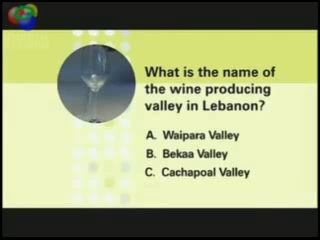 What is the name of
the wine producing
valley in Lebanon?
A. Waipara Valley
B. Bekaa Valley
C. Cachapoal Valley